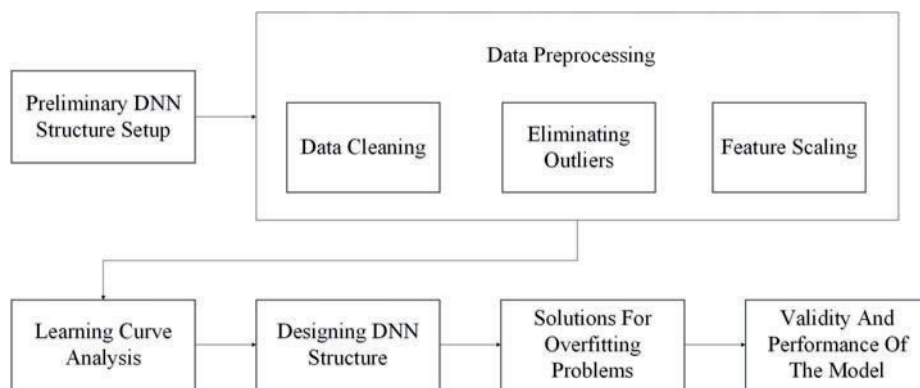 Data Preprocessing
Preliminary DNN
Structure Setup
Data Cleaning
Eliminating
Outliers
Feature Scaling
Learning Curve
Analysis
Designing DNN
Structure
Solutions For
Overfitting
Problems
Validity And
Performance Of
The Model